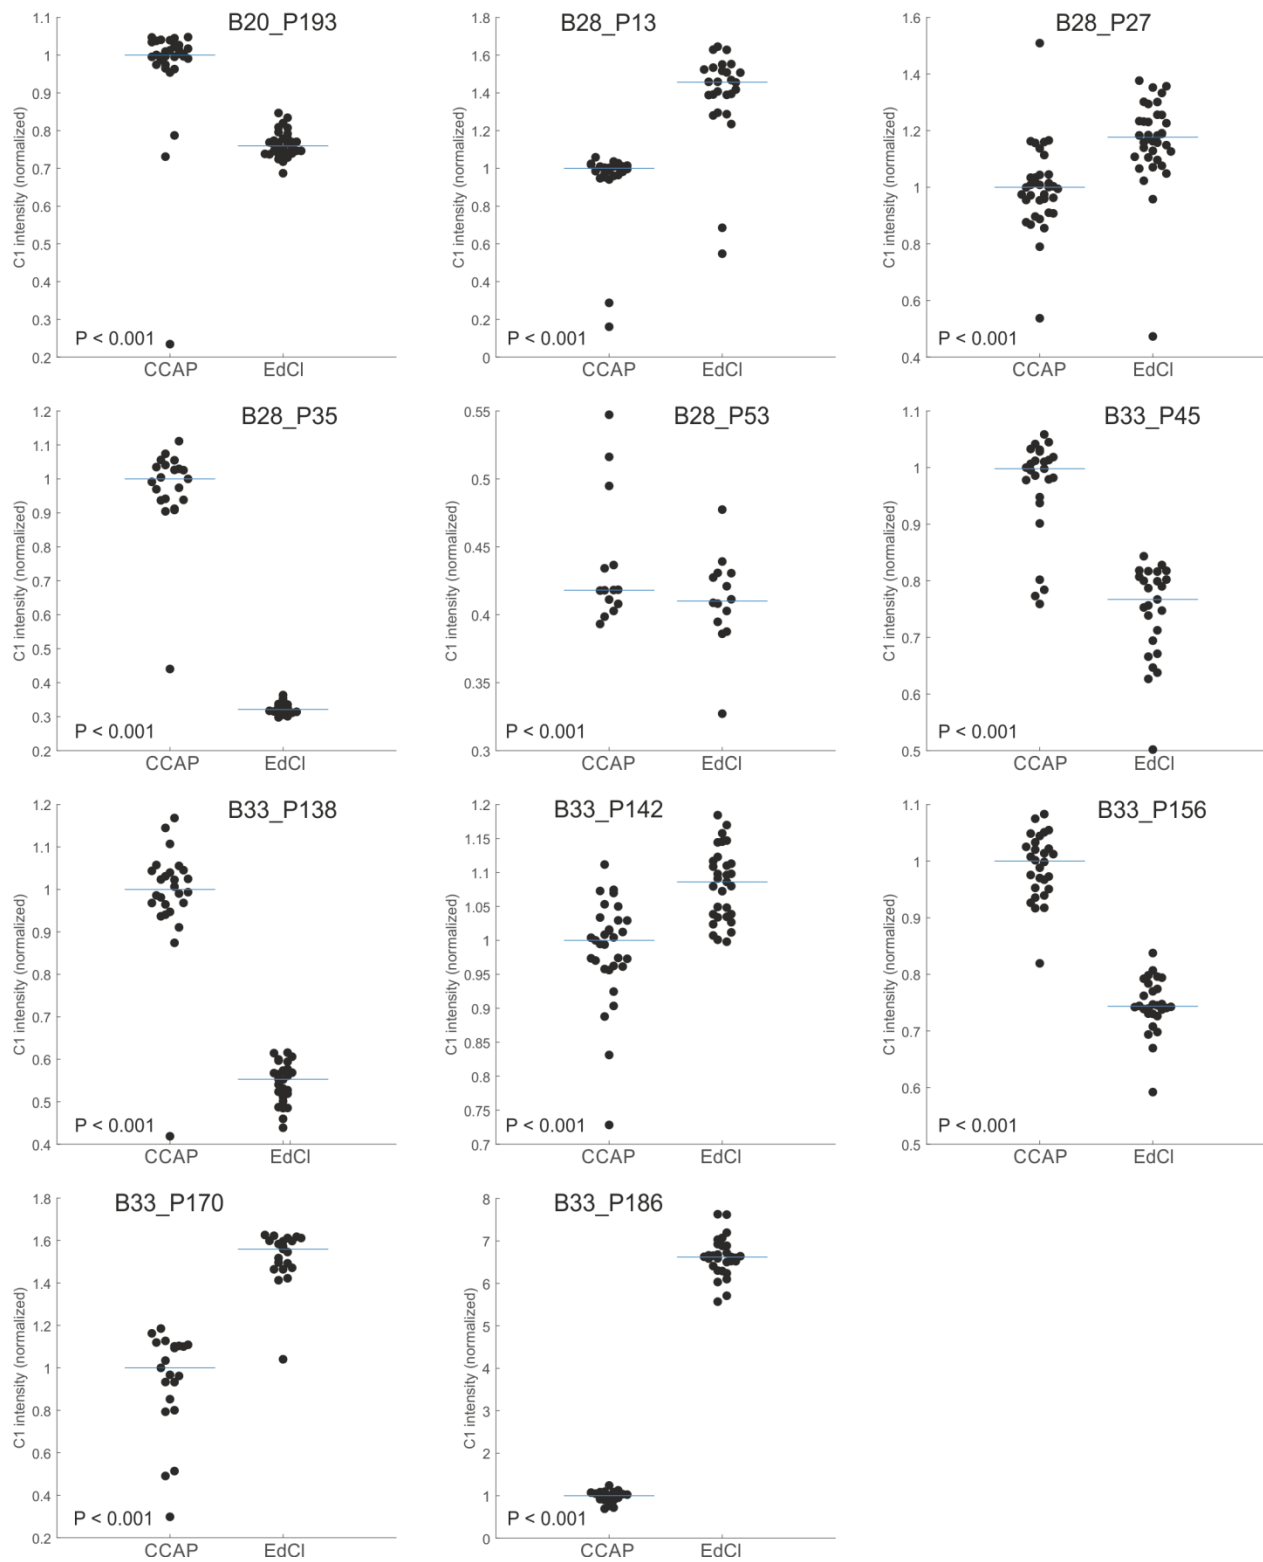 B20_P193
C1 intensity (normalized)
1.1
1
0.9
0.8
0.7
0.6
0.5
0.4
0.3
0.2
P < 0.001
CCAP EdCl
B28_P13
C1 intensity (normalized)
1.8
1.6
1.4
1.2
1
0.8
0.6
0.4
0.2
0
P < 0.001
CCAP EdCl
B28_P27
C1 intensity (normalized)
1.6
1.4
1.2
1
0.8
0.6
0.4
P < 0.001
CCAP EdCl
B28_P35
C1 intensity (normalized)
1.2
1.1
1
0.9
0.8
0.7
0.6
0.5
0.4
0.3
0.2
P < 0.001
CCAP EdCl
B28_P53
C1 intensity (normalized)
0.55
0.5
0.45
0.4
0.35
0.3
P < 0.001
CCAP EdCl
B33_P45
C1 intensity (normalized)
1.1
1
0.9
0.8
0.7
0.6
0.5
P < 0.001
CCAP EdCl
B33_P138
C1 intensity (normalized)
1.2
1.1
1
0.9
0.8
0.7
0.6
0.5
0.4
P < 0.001
CCAP EdCl
B33_P142
C1 intensity (normalized)
1.2
1.15
1.1
1.05
1
0.95
0.9
0.85
0.8
0.75
0.7
P < 0.001
CCAP EdCl
B33_P156
C1 intensity (normalized)
1.1
1
0.9
0.8
0.7
0.6
0.5
P < 0.001
CCAP EdCl
B33_P170
C1 intensity (normalized)
1.8
1.6
1.4
1.2
1
0.8
0.6
0.4
0.2
P < 0.001
CCAP EdCl
B33_P186
C1 intensity (normalized)
8
7
6
5
4
3
2
1
0
P < 0.001
CCAP EdCl